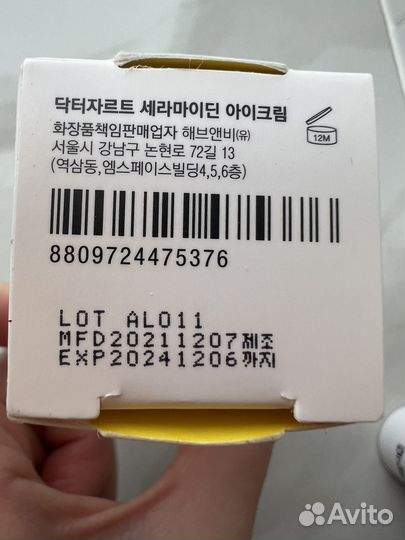 닥터자르트 세라마이딘 아이크림
화장품책임판매업자 해브앤비(유)
서울시 강남구 논현로 72길 13
(역삼동,엠스페이스빌딩4,5,6층)
12M
8809724475376
LOT AL011
MFD20211207제조
EXP20241206까지
Avito